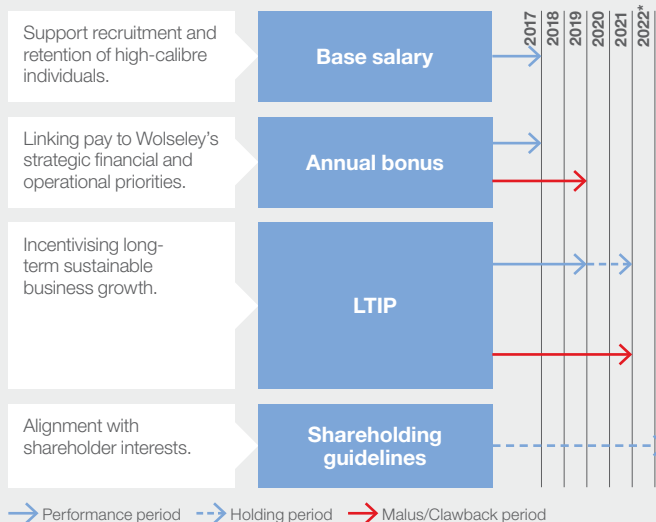 2017
2018
2019
2020
2021
2022*
Support recruitment and
retention of high-calibre
individuals.
Base salary
Linking pay to Wolseley's
strategic financial and
operational priorities.
Annual bonus
Incentivising long-
term sustainable
business growth.
LTIP
Alignment with
shareholder interests.
Shareholding
guidelines
Performance period
Holding period
Malus/Clawback period